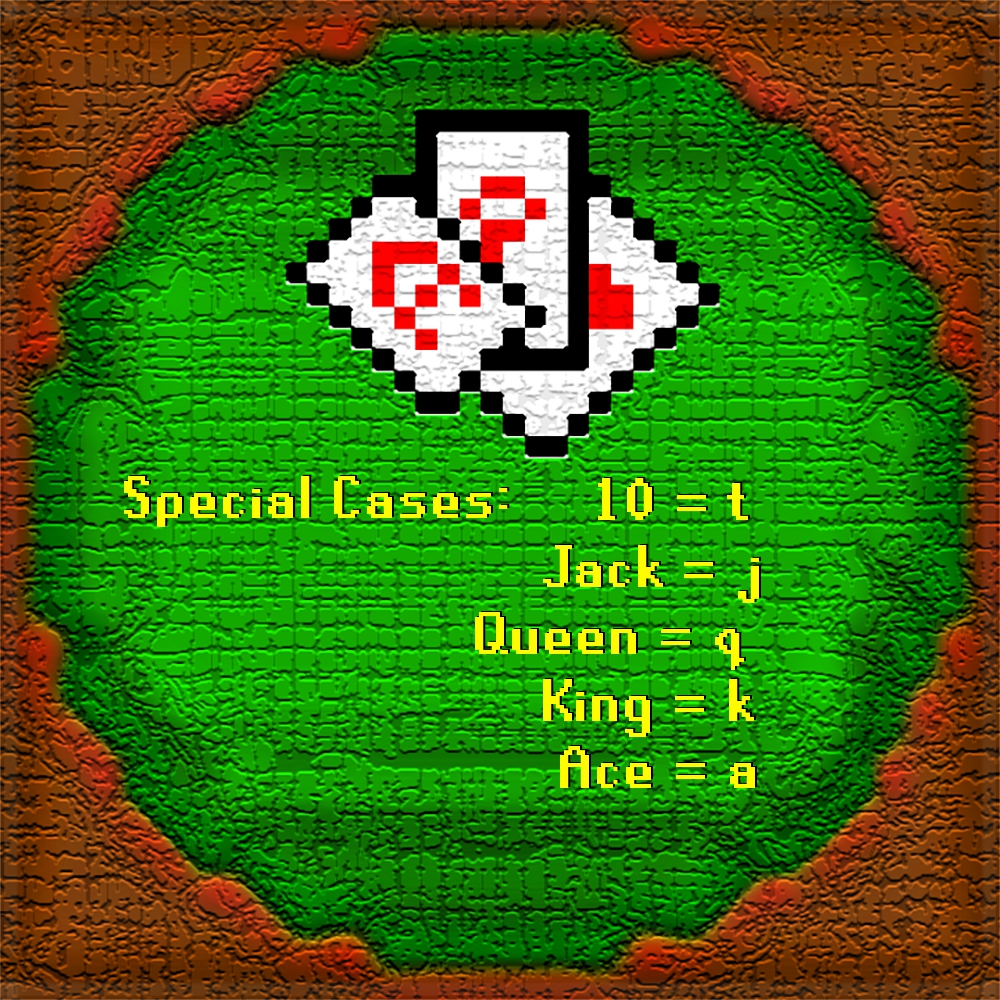 Special Cases: 10 = t
Jack = j
Queen = q
King = k
Ace = a